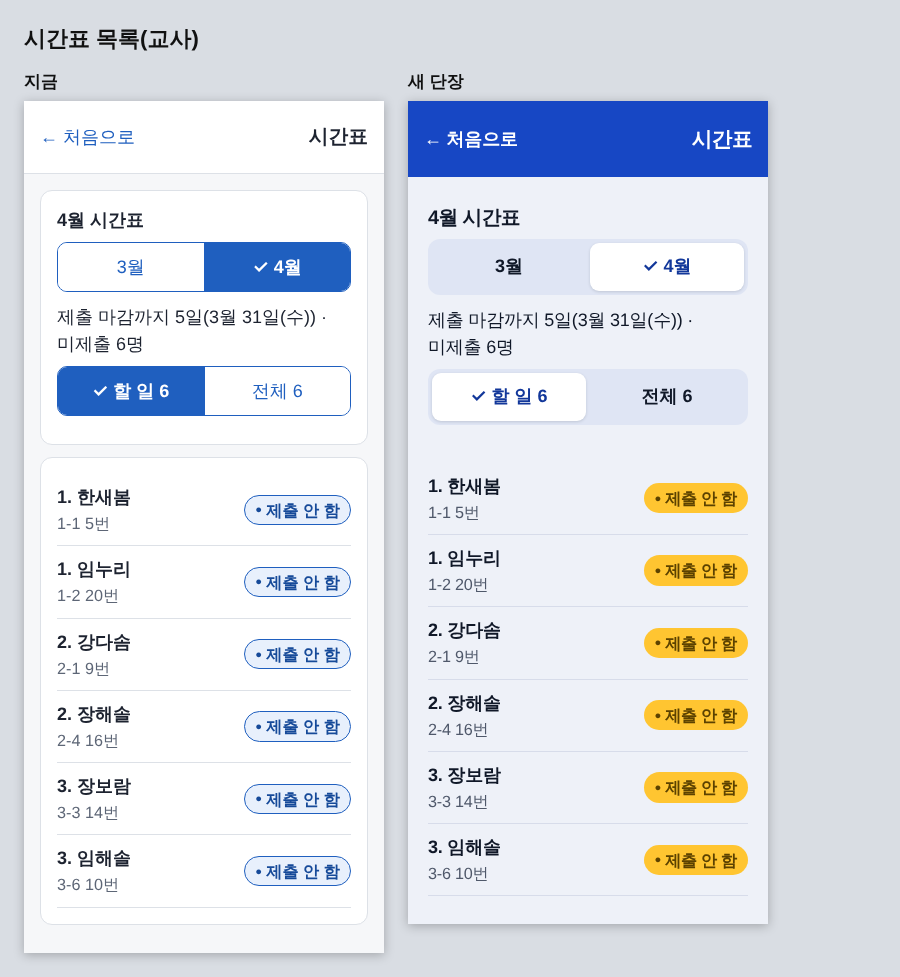 시간표 목록(교사)
지금
← 처음으로
시간표
4월 시간표
3월
✓ 4월
제출 마감까지 5일(3월 31일(수)) ·
미제출 6명
✓ 할 일 6
전체 6
1. 한새봄
1-1 5번
• 제출 안 함
1. 임누리
1-2 20번
• 제출 안 함
2. 강다솜
2-1 9번
• 제출 안 함
2. 장해솔
2-4 16번
• 제출 안 함
3. 장보람
3-3 14번
• 제출 안 함
3. 임해솔
3-6 10번
• 제출 안 함
새 단장
← 처음으로
시간표
4월 시간표
3월
✓ 4월
제출 마감까지 5일(3월 31일(수)) ·
미제출 6명
✓ 할 일 6
전체 6
1. 한새봄
1-1 5번
• 제출 안 함
1. 임누리
1-2 20번
• 제출 안 함
2. 강다솜
2-1 9번
• 제출 안 함
2. 장해솔
2-4 16번
• 제출 안 함
3. 장보람
3-3 14번
• 제출 안 함
3. 임해솔
3-6 10번
• 제출 안 함